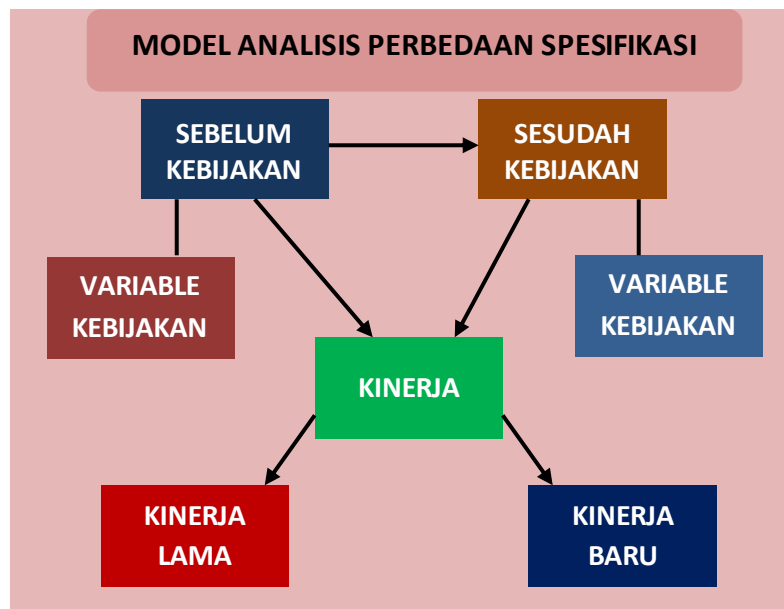 MODEL ANALISIS PERBEDAAN SPESIFIKASI
SEBELUM
KEBIJAKAN
SESUDAH
KEBIJAKAN
VARIABLE
KEBIJAKAN
VARIABLE
KEBIJAKAN
KINERJA
KINERJA
LAMA
KINERJA
BARU